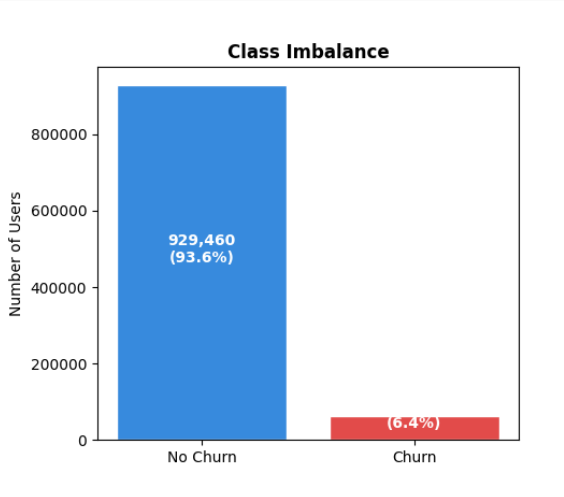 Class Imbalance
Number of Users
800000
600000
400000
200000
0
929,460
(93.6%)
(6.4%)
No Churn
Churn